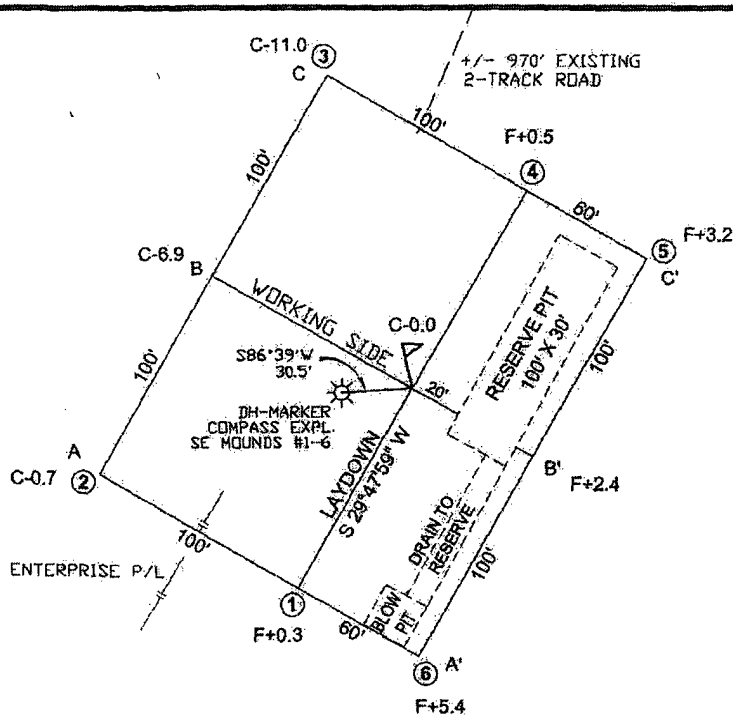 C-11.0
3
C
+/- 970' EXISTING
2-TRACK ROAD
100'
F+0.5
4
100'
60'
F+3.2
5
C'
C-6.9
B
WORKING SIDE
C-0.0
RESERVE PIT
100' X 30'
S86°39'W
30.5'
20'
100'
100'
DH-MARKER
COMPASS EXPL.
SE MOUNDS #1-6
A
C-0.7
2
LAYDOWN
S 29°47'59" W
B'
F+2.4
DRAIN TO
RESERVE
100'
100'
ENTERPRISE P/L
BLOW
PIT
1
F+0.3
60'
6
A'
F+5.4